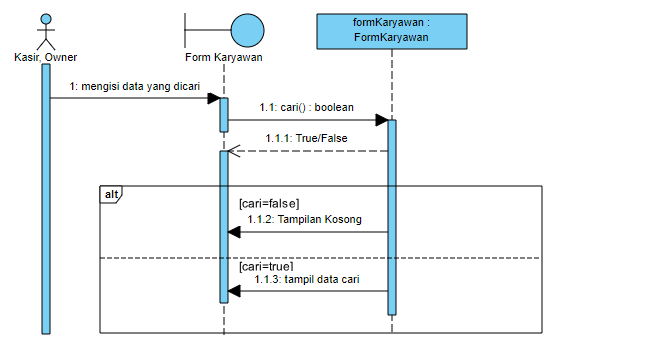 formKaryawan :
FormKaryawan
Kasir, Owner
Form Karyawan
1: mengisi data yang dicari
1.1: cari() : boolean
1.1.1: True/False
alt
[cari=false]
1.1.2: Tampilan Kosong
[cari=true]
1.1.3: tampil data cari